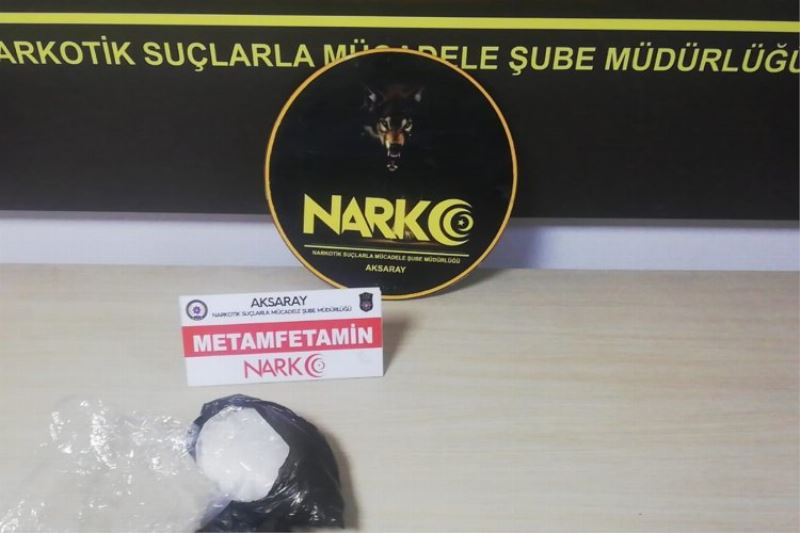 NARKOTİK SUÇLARLA MÜCADELE ŞUBE MÜDÜRLÜĞÜ
NARKO
NARKOTİK SUÇLARLA MÜCADELE ŞUBE MÜDÜRLÜĞÜ
AKSARAY
AKSARAY
NARKOTİK SUÇLARLA MÜCADELE ŞUBE MÜDÜRLÜĞÜ
METAMFETAMİN
NARKO